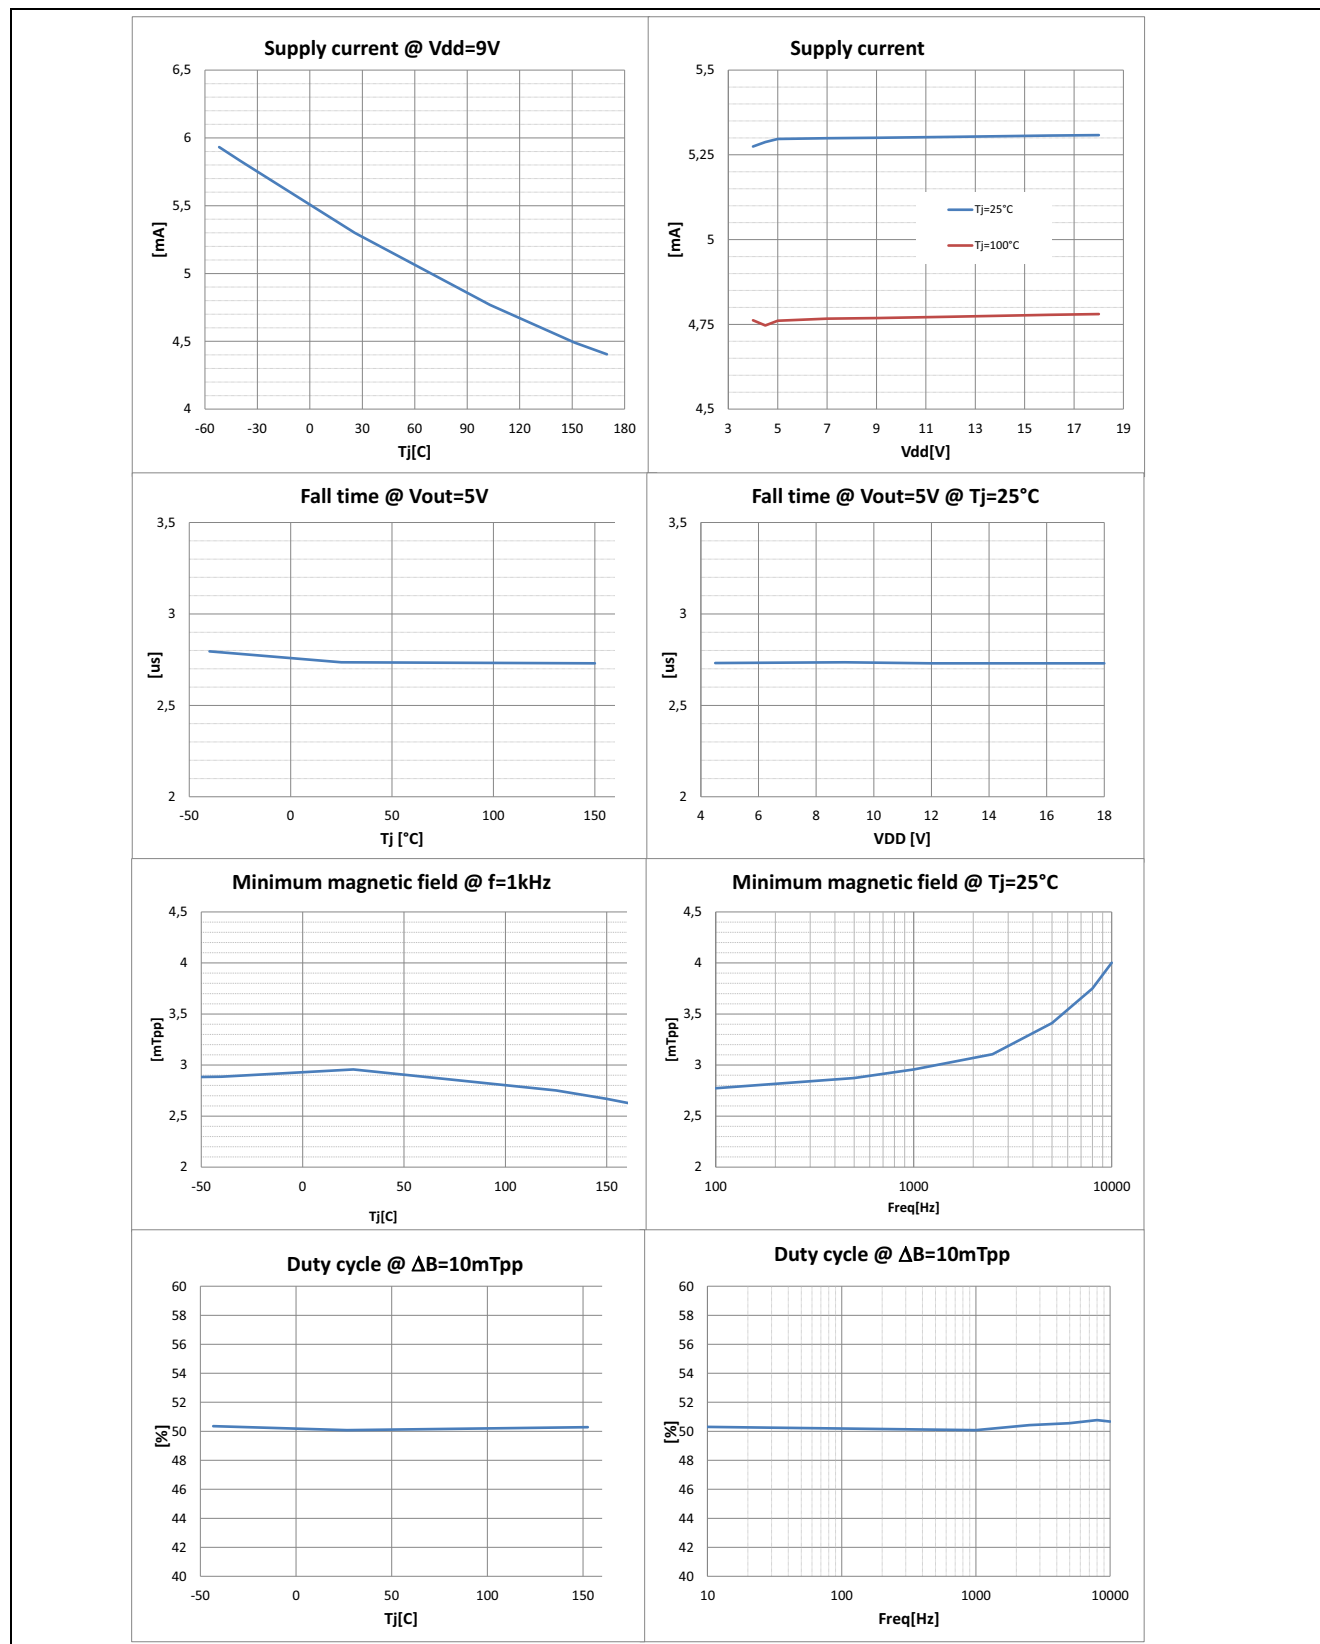 Supply current @ Vdd=9V
6,5
6
5,5
5
4,5
4
[mA]
-60 -30 0 30 60 90 120 150 180
Tj[C]
Supply current
5,5
5,25
5
4,75
4,5
[mA]
Tj=25°C
Tj=100°C
3 5 7 9 11 13 15 17 19
Vdd[V]
Fall time @ Vout=5V
3,5
3
2,5
2
[us]
-50 0 50 100 150
Tj [°C]
Fall time @ Vout=5V @ Tj=25°C
3,5
3
2,5
2
[us]
4 6 8 10 12 14 16 18
VDD [V]
Minimum magnetic field @ f=1kHz
4,5
4
3,5
3
2,5
2
[mTpp]
-50 0 50 100 150
Tj[C]
Minimum magnetic field @ Tj=25°C
4,5
4
3,5
3
2,5
2
[mTpp]
100 1000 10000
Freq[Hz]
Duty cycle @ ΔB=10mTpp
60
58
56
54
52
50
48
46
44
42
40
[%]
-50 0 50 100 150
Tj[C]
Duty cycle @ ΔB=10mTpp
60
58
56
54
52
50
48
46
44
42
40
[%]
10 100 1000 10000
Freq[Hz]